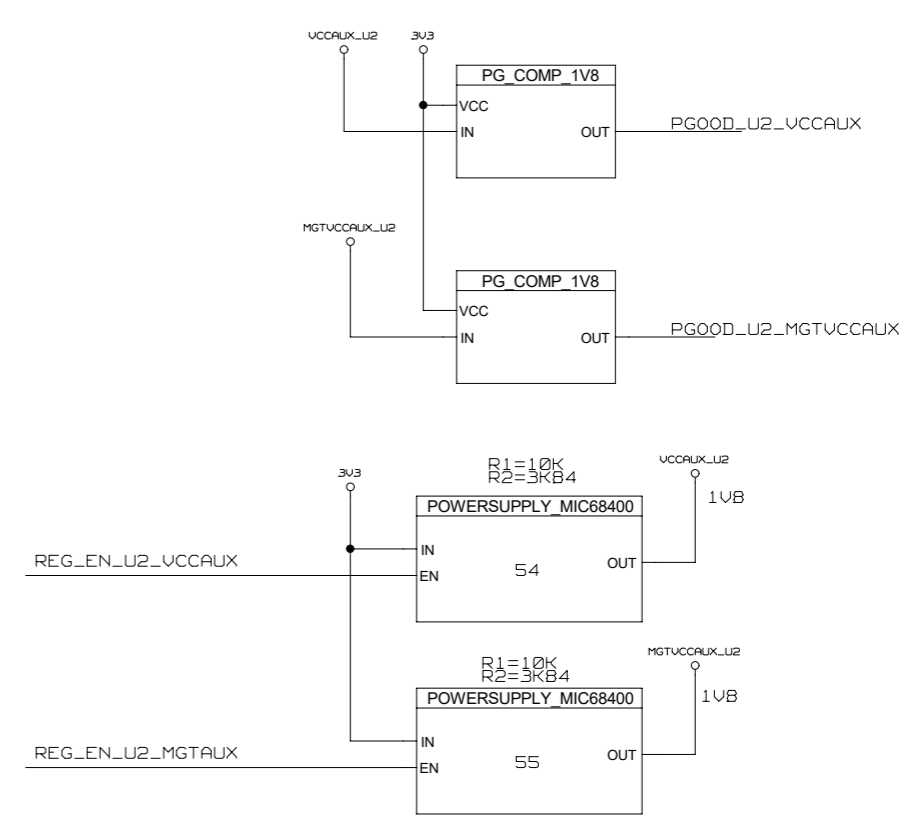 VCCAUX_U2
3V3
PG_COMP_1V8
VCC
IN
OUT
PGOOD_U2_VCCAUX
MGTVCCAUX_U2
PG_COMP_1V8
VCC
IN
OUT
PGOOD_U2_MGTVCCAUX
3V3
R1=10K
R2=3K84
VCCAUX_U2
1V8
POWERSUPPLY_MIC68400
IN
EN
54
OUT
REG_EN_U2_VCCAUX
R1=10K
R2=3K84
MGTVCCAUX_U2
1V8
POWERSUPPLY_MIC68400
IN
EN
55
OUT
REG_EN_U2_MGTAUX